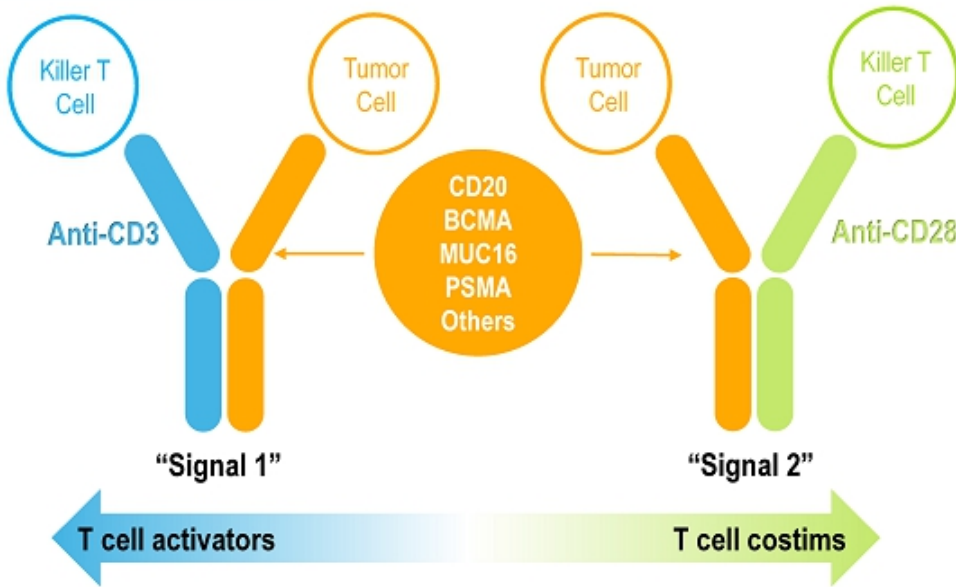 Killer T
Cell
Tumor
Cell
Tumor
Cell
Killer T
Cell
Anti-CD3
CD20
BCMA
MUC16
PSMA
Others
Anti-CD28
“Signal 1”
“Signal 2”
T cell activators
T cell costims